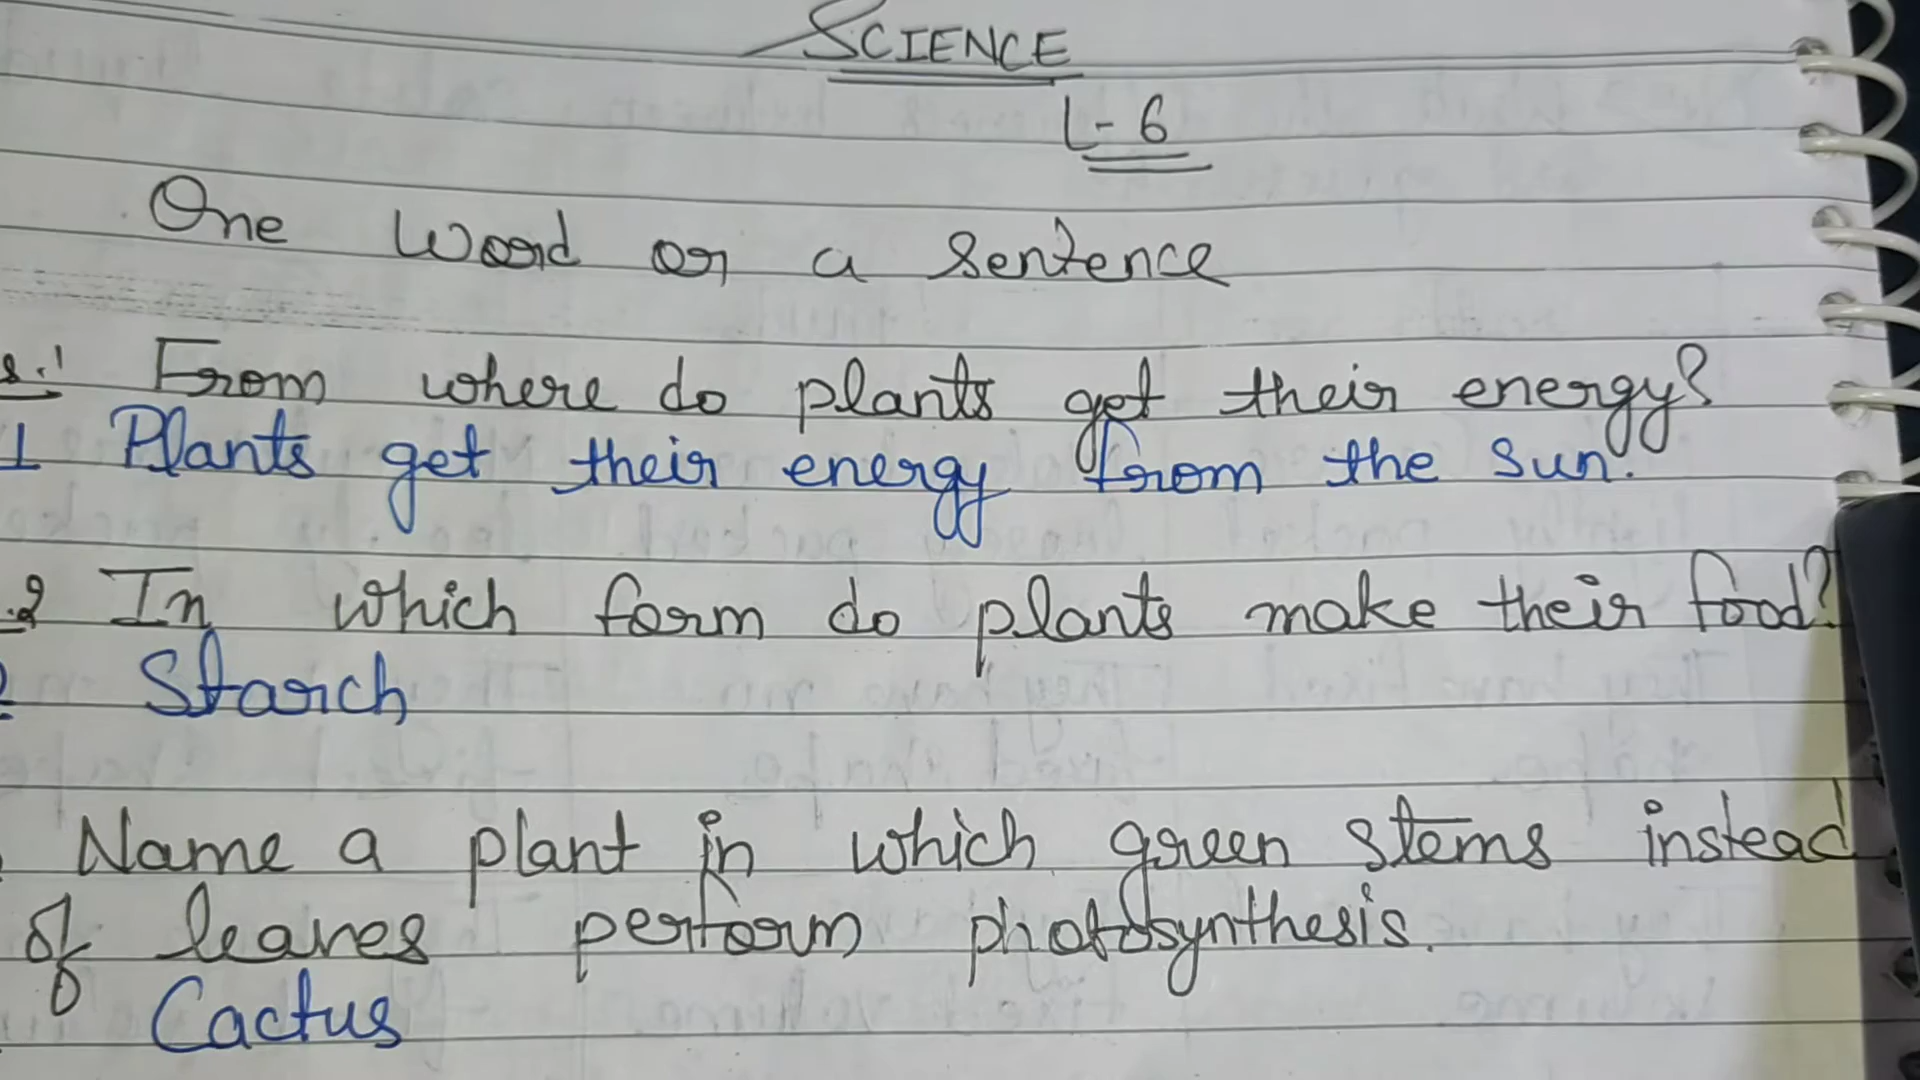 SCIENCE
L-6
One Word or a sentence
s.1 From where do plants get their energy?
1 Plants get their energy from the sun.
.2 In which form do plants make their food?
Starch
Name a plant in which green stems instead
of leaves perform photosynthesis.
Cactus